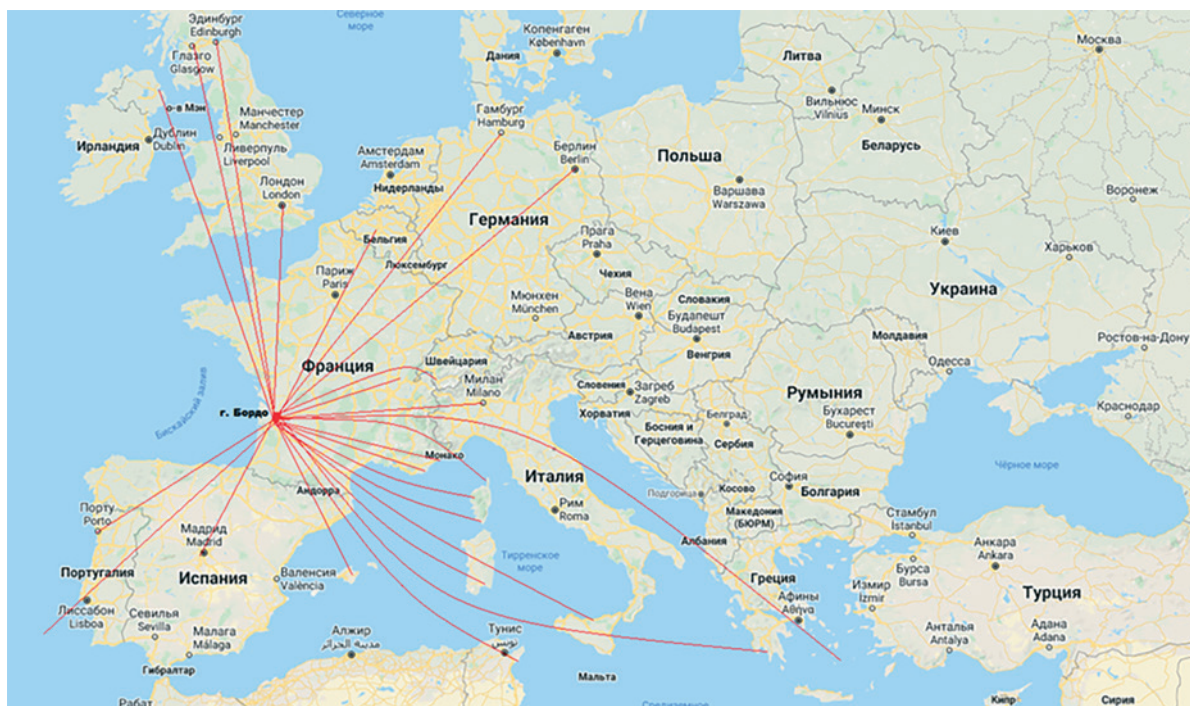 Эдинбург
Edinburgh
Северное
море
Глазго
Glasgow
Копенгаген
København
Дания
Москва
Литва
Вильнюс
Vilnius
Минск
Беларусь
о-в Мэн
Манчестер
Manchester
Гамбург
Hamburg
Дублин
Dublin
Ирландия
Ливерпуль
Liverpool
Амстердам
Amsterdam
Нидерланды
Берлин
Berlin
Польша
Варшава
Warszawa
Воронеж
Лондон
London
Германия
Бельгия
Люксембург
Прага
Praha
Чехия
Киев
Харьков
Париж
Paris
Мюнхен
München
Вена
Wien
Словакия
Будапешт
Budapest
Украина
Австрия
Венгрия
Молдавия
Ростов-на-Дону
Одесса
Франция
Швейцария
Милан
Milano
Словения
Загреб
Zagreb
Румыния
Бискайский залив
г. Бордо
Хорватия
Белград
Бухарест
București
Краснодар
Босния и
Герцеговина
Сербия
Монако
Италия
Чёрное море
Андорра
Подгорица
Косово
София
Болгария
Порту
Porto
Рим
Roma
Македония
(БЮРМ)
Стамбул
İstanbul
Мадрид
Madrid
Албания
Анкара
Ankara
Тирренское
море
Португалия
Испания
Валенсия
València
Греция
Измир
İzmir
Бурса
Bursa
Турция
Афины
Αθήνα
Лиссабон
Lisboa
Севилья
Sevilla
Малага
Málaga
Алжир
مدينة الجزائر
Тунис
تونس
Анталья
Antalya
Адана
Adana
Гибралтар
Мальта
Рабат
Средиземное
Кипр
Сирия